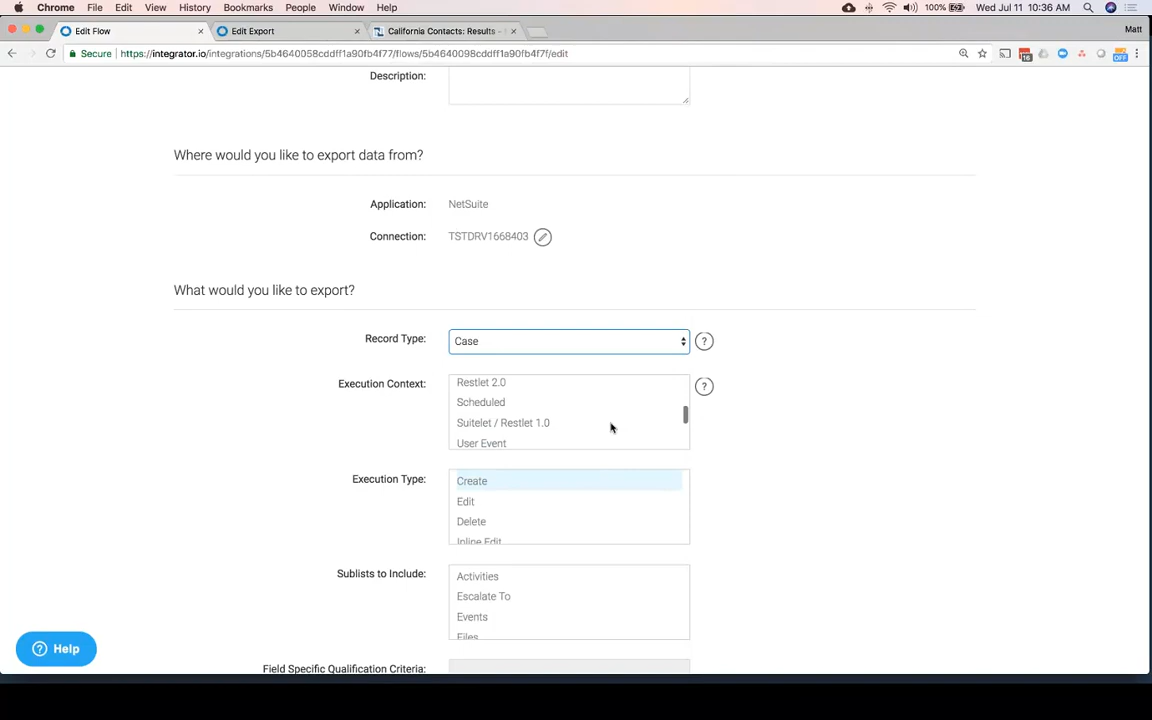 Chrome File Edit View History Bookmarks People Window Help 100% Wed Jul 11 10:36 AM
Edit Flow × Edit Export × California Contacts: Results - × Matt
Secure https://integrator.io/integrations/5b4640058cddff1a90fb4f77/flows/5b4640098cddff1a90fb4f7f/edit 16 OFF
Description:
Where would you like to export data from?
Application: NetSuite
Connection: TSTDRV1668403
What would you like to export?
Record Type: Case ?
Execution Context: ?
Restlet 2.0
Scheduled
Suitelet / Restlet 1.0
User Event
Execution Type:
Create
Edit
Delete
Inline Edit
Sublists to Include:
Activities
Escalate To
Events
Files
Field Specific Qualification Criteria:
? Help